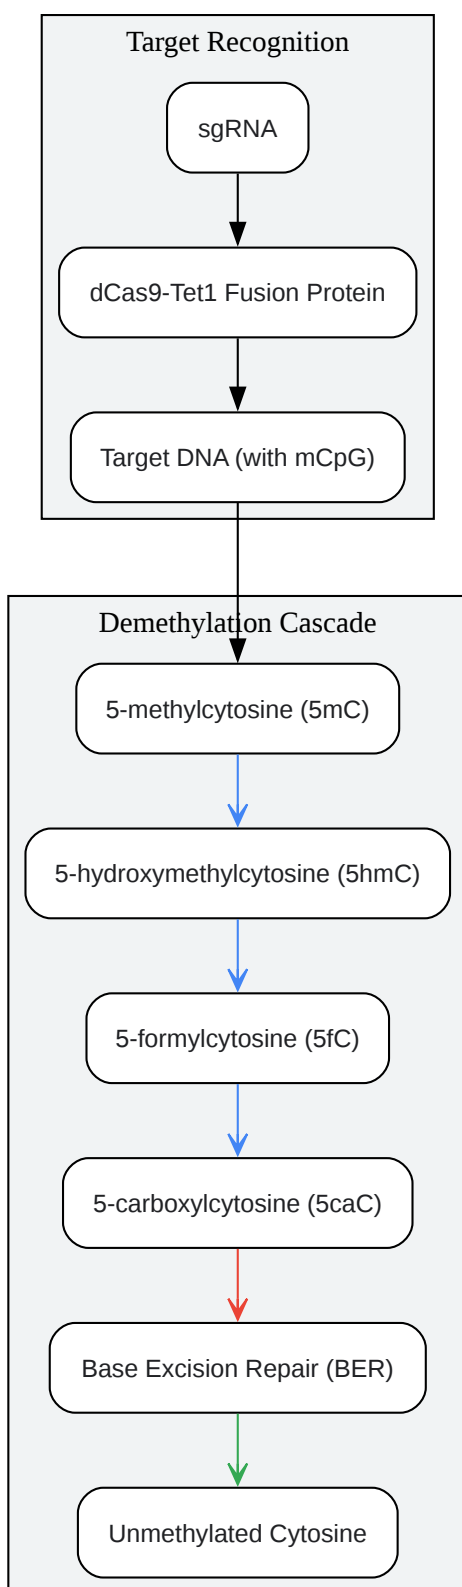 Target Recognition
sgRNA
dCas9-Tet1 Fusion Protein
Target DNA (with mCpG)
Demethylation Cascade
5-methylcytosine (5mC)
5-hydroxymethylcytosine (5hmC)
5-formylcytosine (5fC)
5-carboxylcytosine (5caC)
Base Excision Repair (BER)
Unmethylated Cytosine